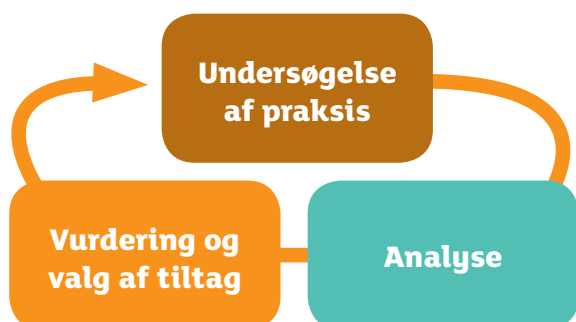 Undersøgelse
af praksis
Vurdering og
valg af tiltag
Analyse